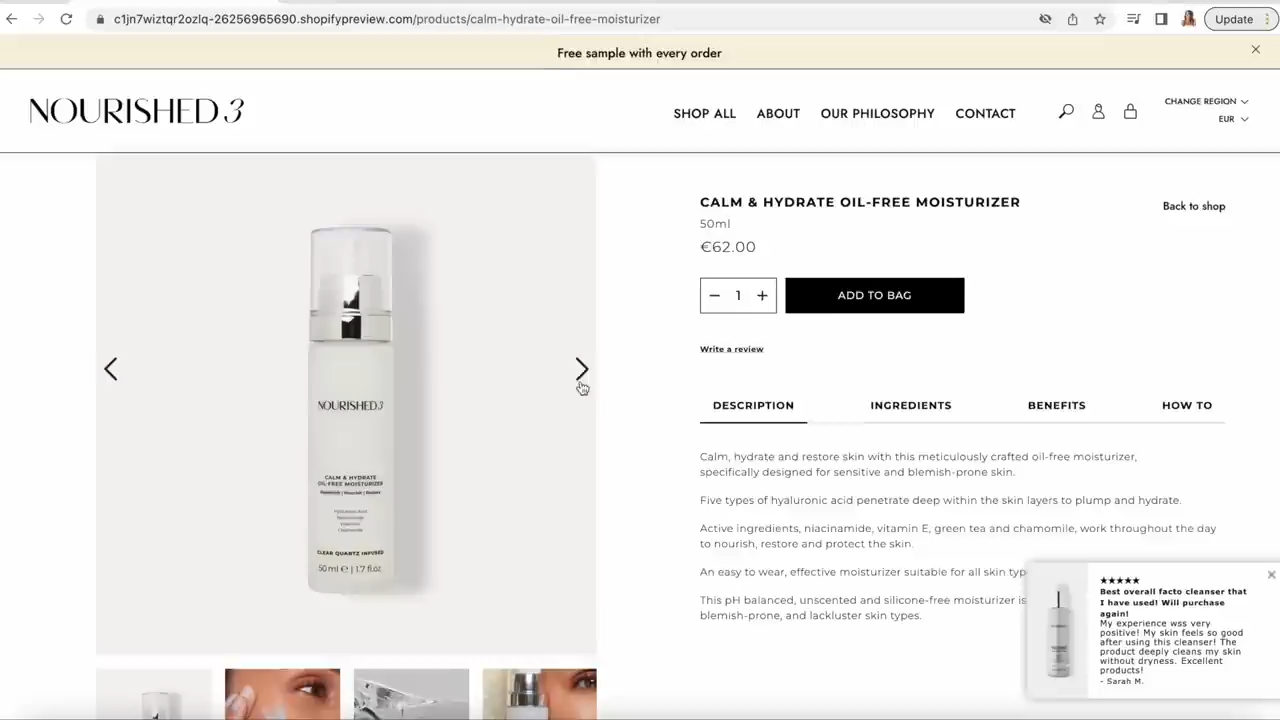 c1jn7wiztqr2ozlq-26256965690.shopifypreview.com/products/calm-hydrate-oil-free-moisturizer
Update
Free sample with every order
NOURISHED 3
SHOP ALL
ABOUT
OUR PHILOSOPHY
CONTACT
CHANGE REGION
EUR
NOURISHED 3
CALM & HYDRATE
OIL-FREE MOISTURIZER
CLEAR QUARTZ INFUSED
50 ml ℮ | 1.7 fl.oz
CALM & HYDRATE OIL-FREE MOISTURIZER
Back to shop
50ml
€62.00
1
ADD TO BAG
Write a review
DESCRIPTION
INGREDIENTS
BENEFITS
HOW TO
Calm, hydrate and restore skin with this meticulously crafted oil-free moisturizer,
specifically designed for sensitive and blemish-prone skin.
Five types of hyaluronic acid penetrate deep within the skin layers to plump and hydrate.
Active ingredients, niacinamide, vitamin E, green tea and chamomile, work throughout the day
to nourish, restore and protect the skin.
An easy to wear, effective moisturizer suitable for all skin typ
This pH balanced, unscented and silicone-free moisturizer is
blemish-prone, and lackluster skin types.
★★★★★
Best overall facto cleanser that
I have used! Will purchase
again!
My experience wss very
positive! My skin feels so good
after using this cleanser! The
product deeply cleans my skin
without dryness. Excellent
products!
- Sarah M.